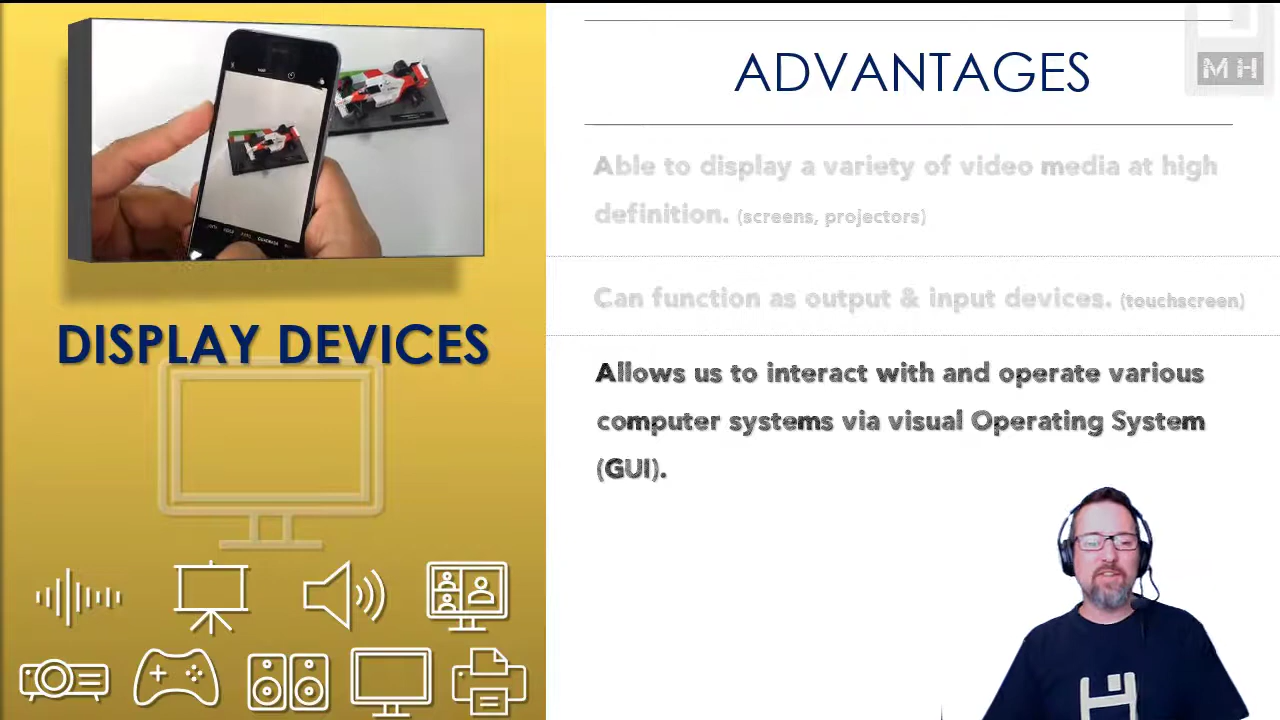 ADVANTAGES
MH
Able to display a variety of video media at high
definition. (screens, projectors)
Can function as output & input devices. (touchscreen)
DISPLAY DEVICES
Allows us to interact with and operate various
computer systems via visual Operating System
(GUI).